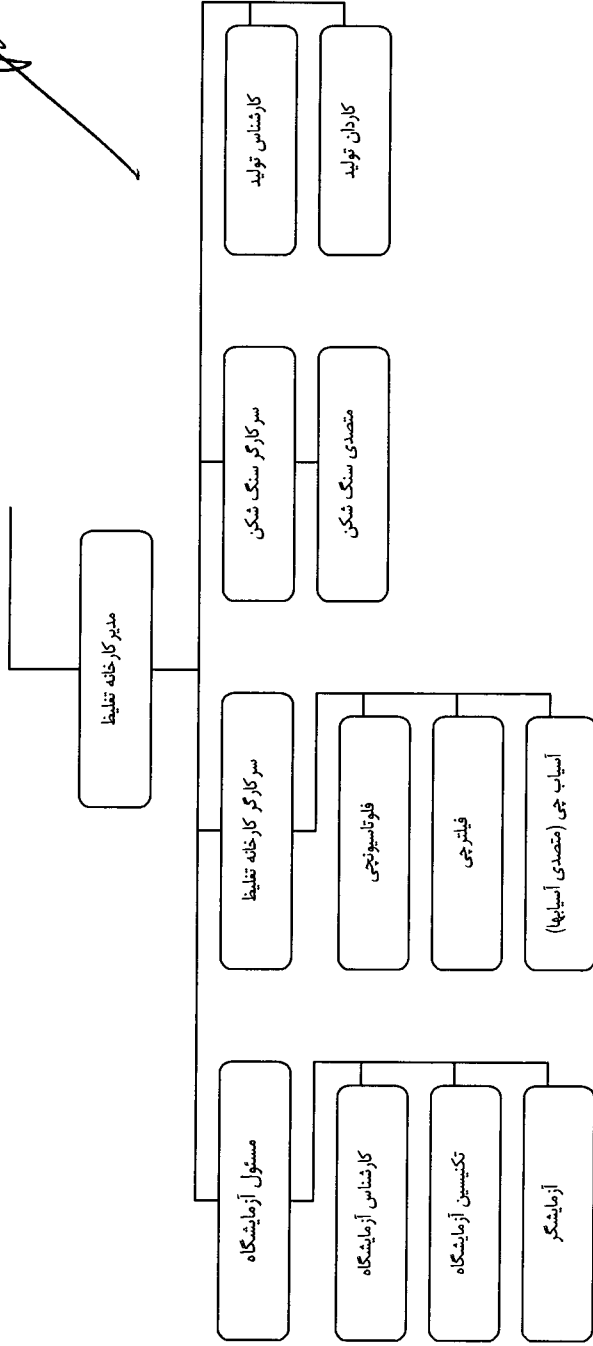 مدیر کارخانه تغلیظ
کارشناس تولید
کاردان تولید
سرکارگر سنگ شکن
متصدی سنگ شکن
سرکارگر کارخانه تغلیظ
فلوتاسیونچی
فیلترچی
آسیاب چی (متصدی آسیابها)
مسئول آزمایشگاه
کارشناس آزمایشگاه
تکنیسین آزمایشگاه
آزمایشگر